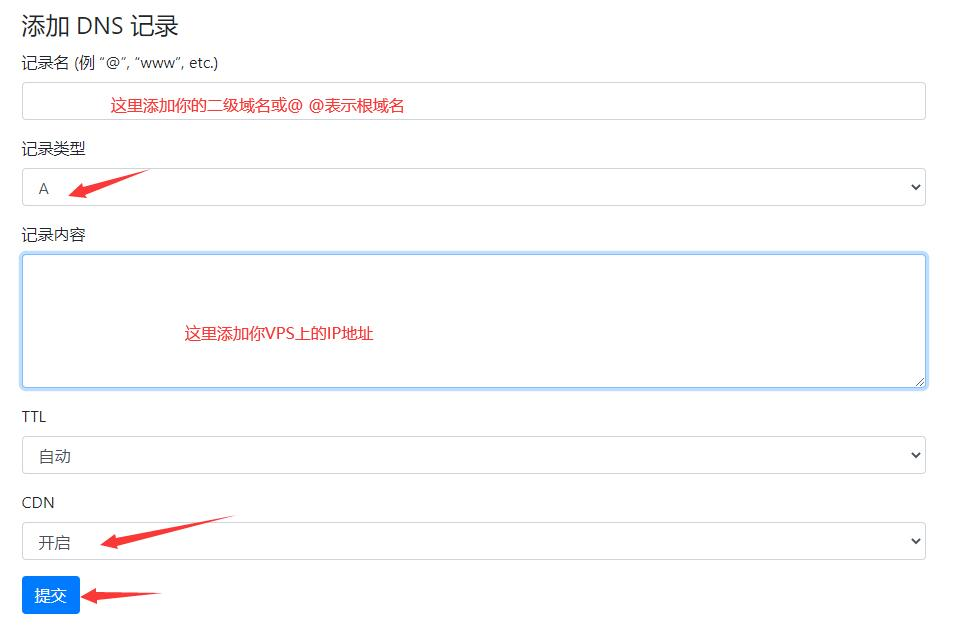 添加 DNS 记录
记录名 (例 “@”, “www”, etc.)
这里添加你的二级域名或@ @表示根域名
记录类型
A
记录内容
这里添加你VPS上的IP地址
TTL
自动
CDN
开启
提交